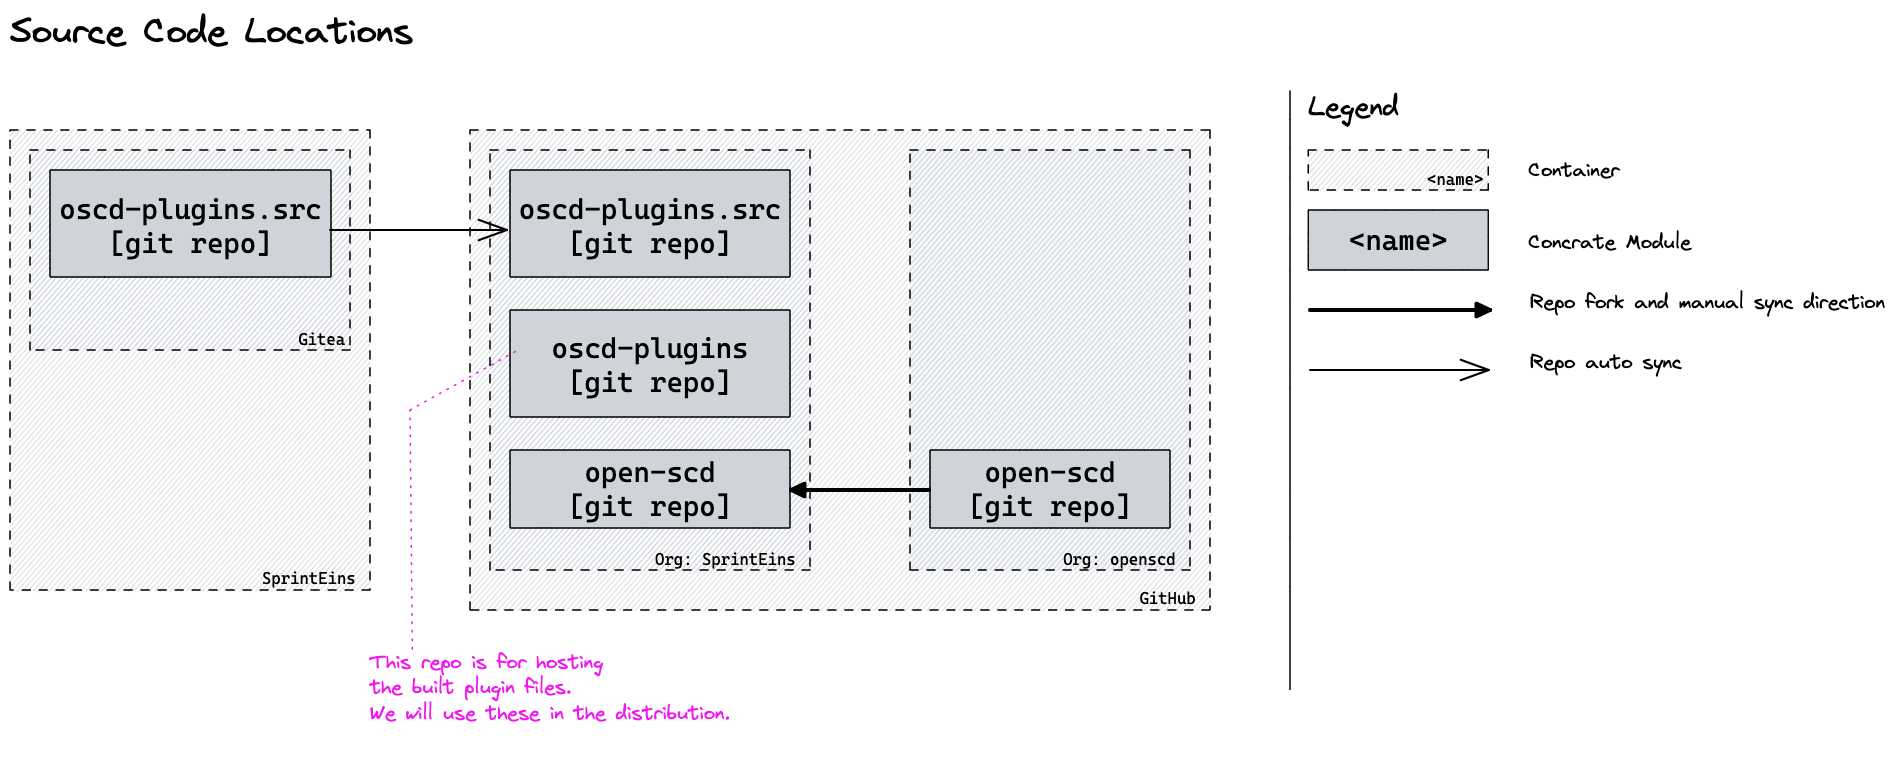 Source Code Locations
oscd-plugins.src
[git repo]
Gitea
SprintEins
oscd-plugins.src
[git repo]
oscd-plugins
[git repo]
open-scd
[git repo]
Org: SprintEins
open-scd
[git repo]
Org: openscd
GitHub
This repo is for hosting
the built plugin files.
We will use these in the distribution.
Legend
<name>
Container
<name>
Concrate Module
Repo fork and manual sync direction
Repo auto sync